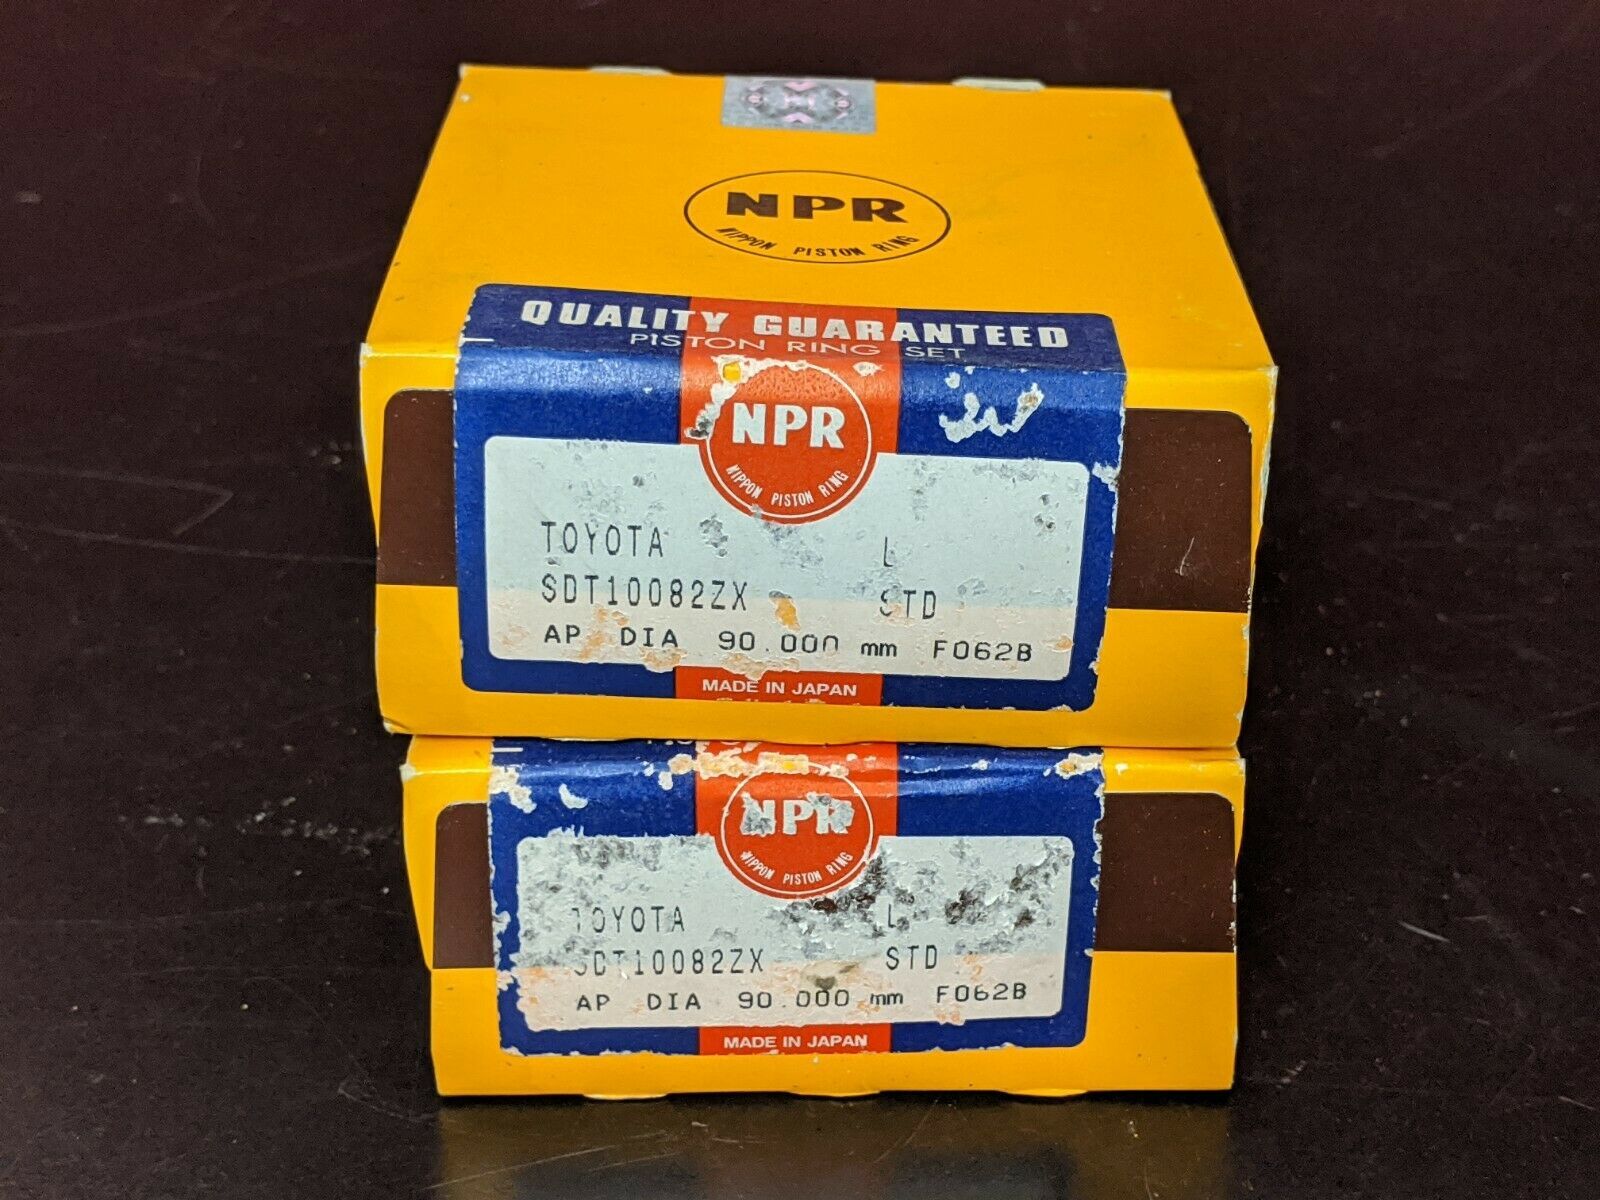 NPR
NIPPON PISTON RING
QUALITY GUARANTEED
PISTON RING SET
NPR
NIPPON PISTON RING
TOYOTA L
SDT10082ZX STD
AP DIA 90.000 mm F062B
MADE IN JAPAN
NPR
NIPPON PISTON RING
TOYOTA L
SDT10082ZX STD
AP DIA 90.000 mm F062B
MADE IN JAPAN